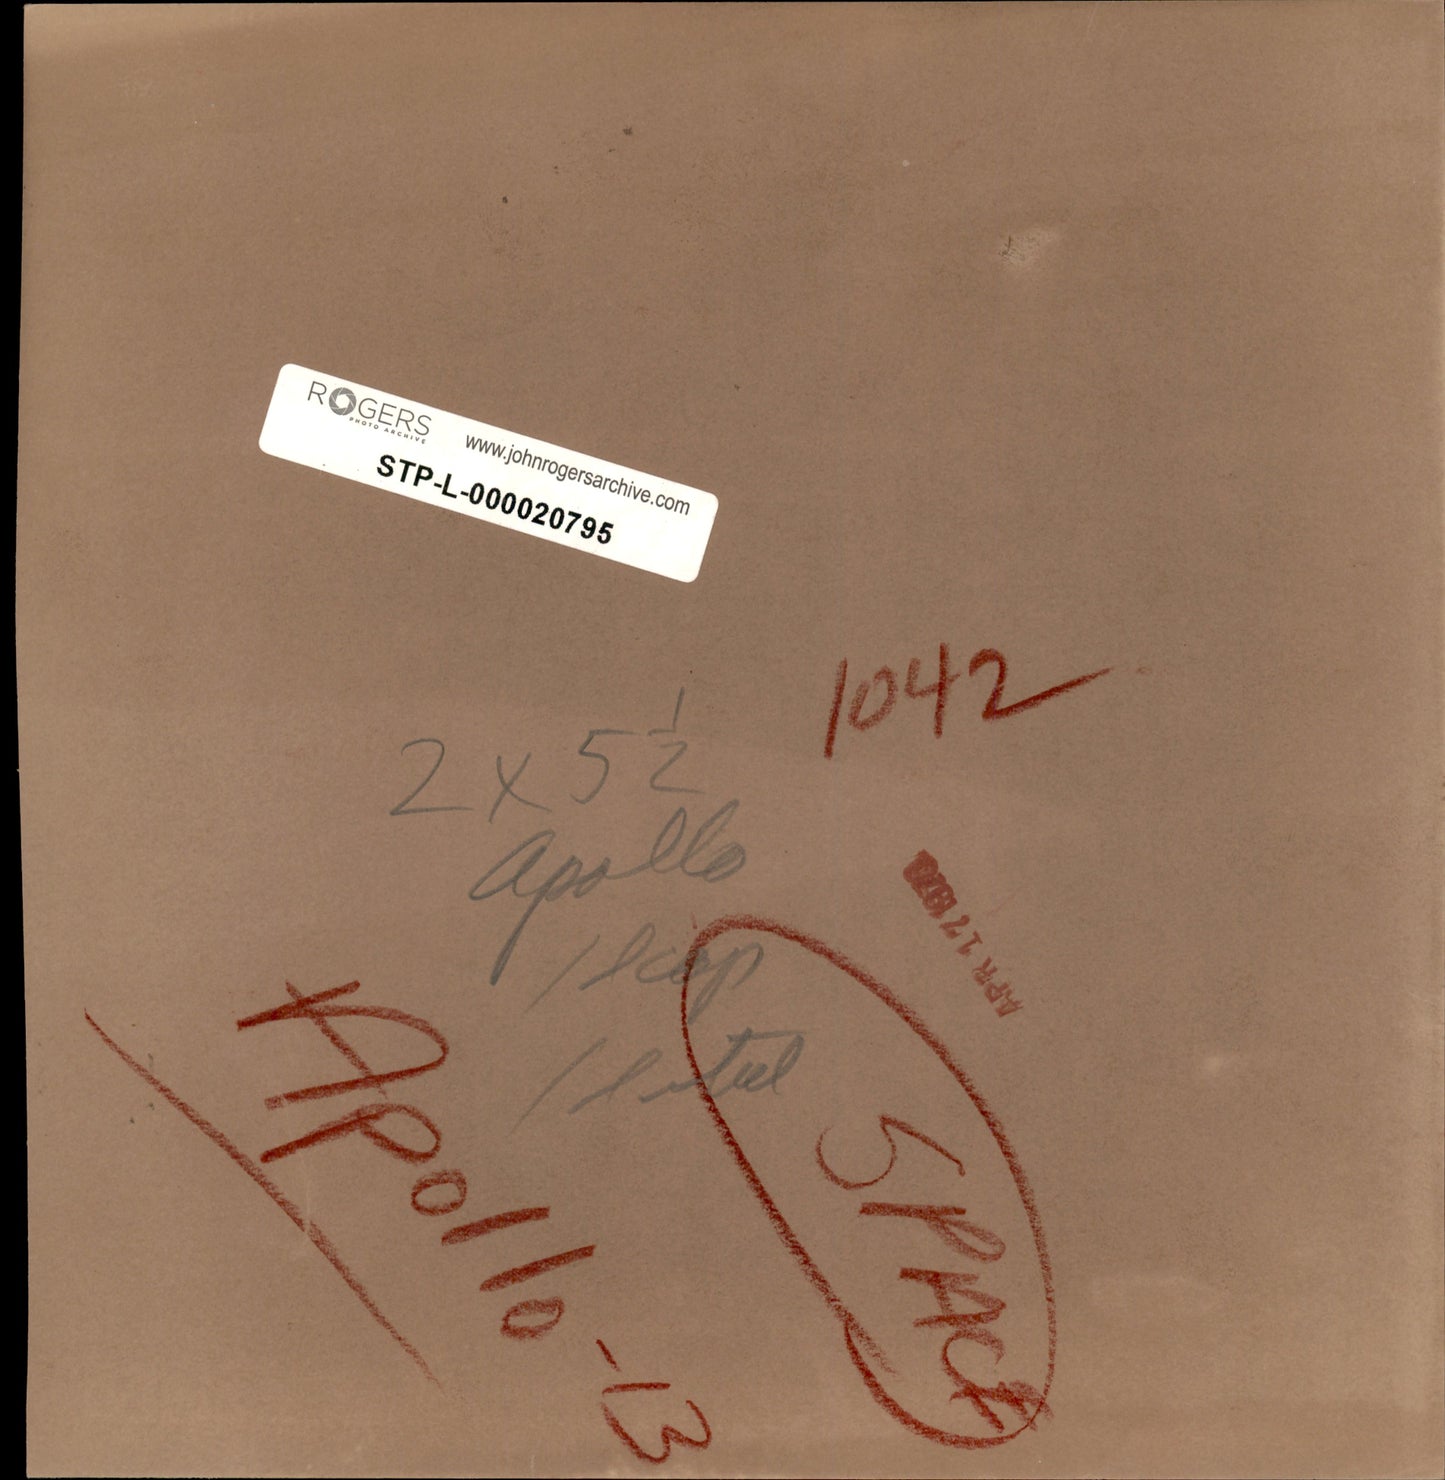 ROGERS
PHOTO ARCHIVE
www.johnrogersarchive.com
STP-L-000020795
1042
2 x 5 1/2
Apollo
APR 17 1970
Apollo-13
SPACE